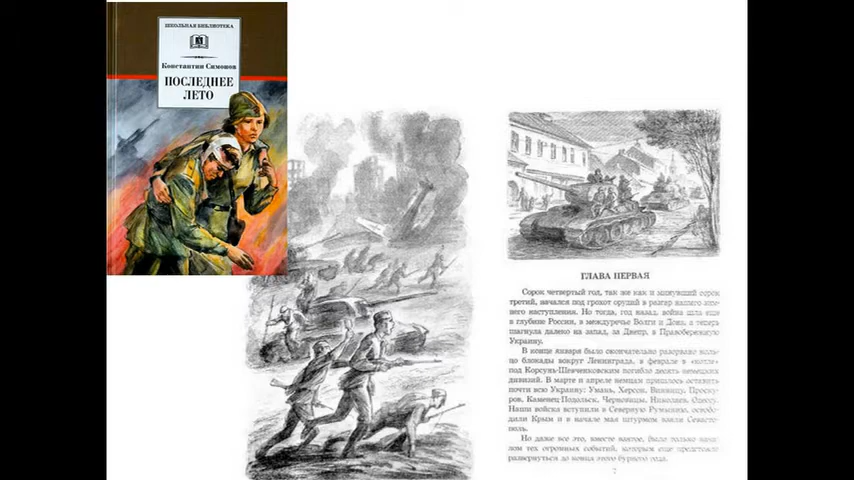 ШКОЛЬНАЯ БИБЛИОТЕКА
Константин Симонов
ПОСЛЕДНЕЕ
ЛЕТО
ГЛАВА ПЕРВАЯ
Сорок четвертый год, так же как и минувший сорок
третий, начался под грохот орудий в разгар нашего зим-
него наступления. Но тогда, год назад, война шла еще
в глубине России, в междуречье Волги и Дона, а теперь
шагнула далеко на запад, за Днепр, в Правобережную
Украину.
В конце января было окончательно разорвано коль-
цо блокады вокруг Ленинграда, в феврале в «котле»
под Корсунь-Шевченковским погибло десять немецких
дивизий. В марте и апреле немцам пришлось оставить
почти всю Украину: Умань, Херсон, Винницу, Проску-
ров, Каменец-Подольск, Черновицы, Николаев, Одессу.
Наши войска вступили в Северную Румынию, освобо-
дили Крым и в начале мая штурмом взяли Севасто-
поль.
Но даже все это, вместе взятое, было только нача-
лом тех огромных событий, которым еще предстояло
развернуться до конца этого бурного года.
7